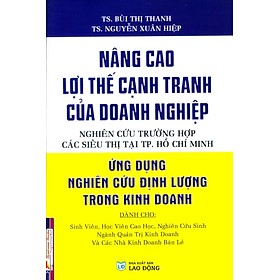 TS. BÙI THỊ THANH
TS. NGUYỄN XUÂN HIỆP
NÂNG CAO
LỢI THẾ CẠNH TRANH
CỦA DOANH NGHIỆP
NGHIÊN CỨU TRƯỜNG HỢP
CÁC SIÊU THỊ TẠI TP. HỒ CHÍ MINH
ỨNG DỤNG
NGHIÊN CỨU ĐỊNH LƯỢNG
TRONG KINH DOANH
DÀNH CHO:
Sinh Viên, Học Viên Cao Học, Nghiên Cứu Sinh
Ngành Quản Trị Kinh Doanh
Và Các Nhà Kinh Doanh Bán Lẻ
NHÀ XUẤT BẢN
LAO ĐỘNG